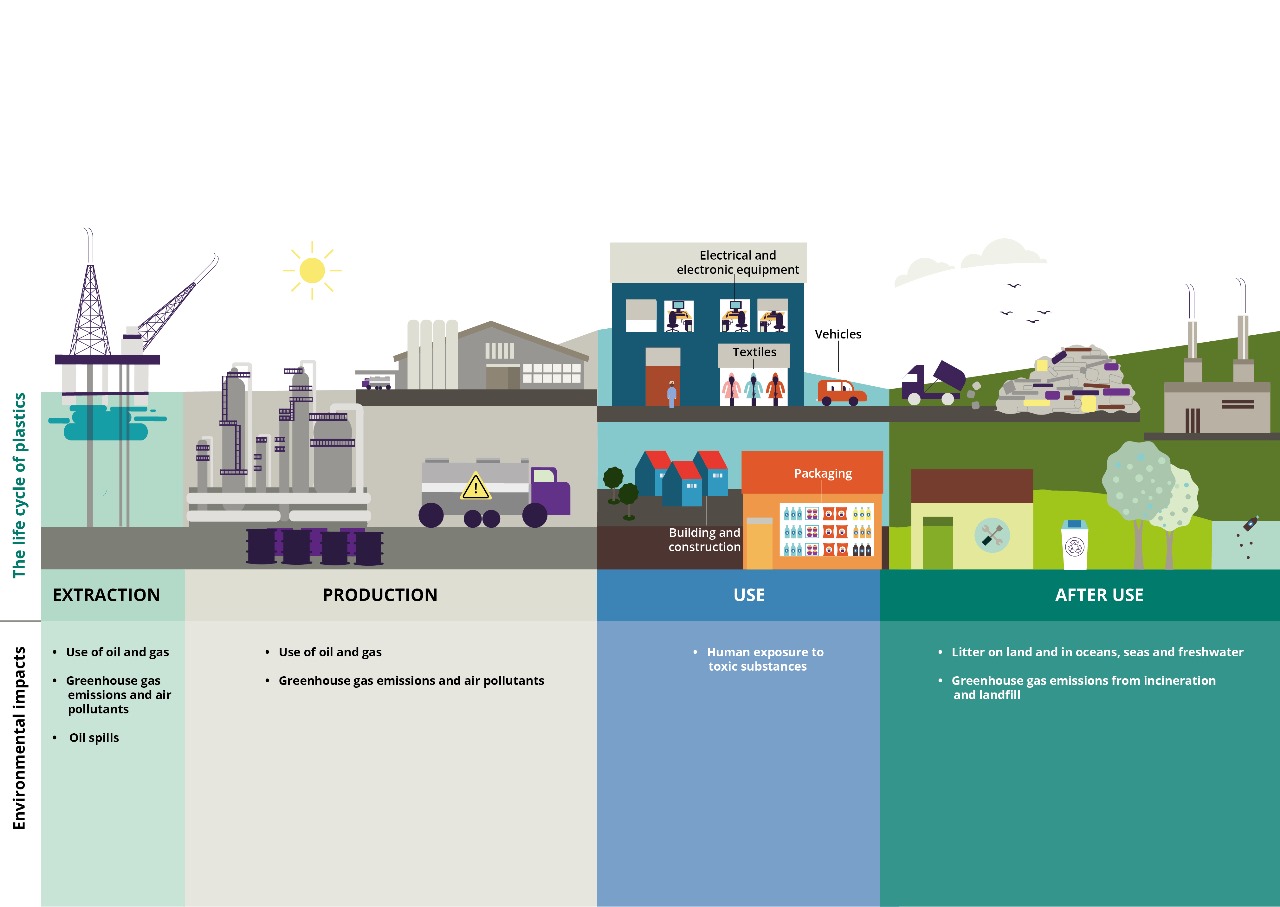 Electrical and
electronic equipment
Vehicles
Textiles
Packaging
Building and
construction
The life cycle of plastics
EXTRACTION
PRODUCTION
USE
AFTER USE
Environmental impacts
• Use of oil and gas
• Greenhouse gas
emissions and air
pollutants
• Oil spills
• Use of oil and gas
• Greenhouse gas emissions and air pollutants
• Human exposure to
toxic substances
• Litter on land and in oceans, seas and freshwater
• Greenhouse gas emissions from incineration
and landfill